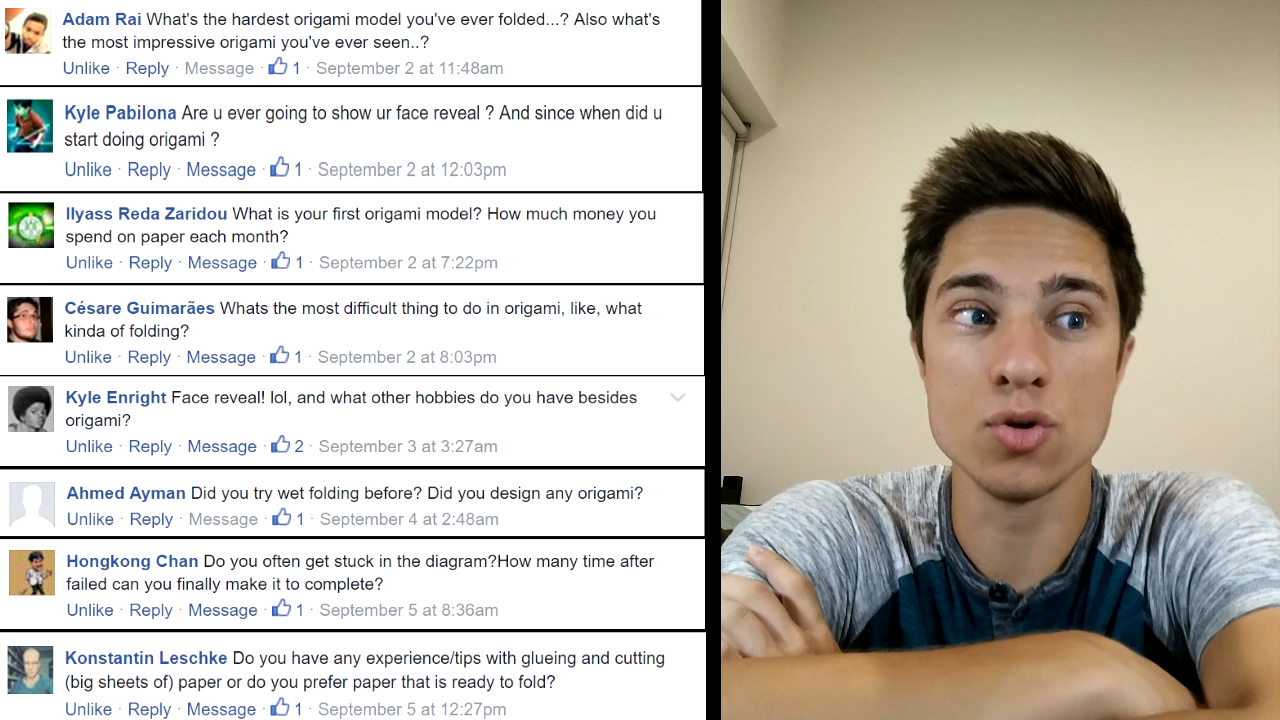 Adam Rai What's the hardest origami model you've ever folded...? Also what's
the most impressive origami you've ever seen..?
Unlike · Reply · Message · 1 · September 2 at 11:48am
Kyle Pabilona Are u ever going to show ur face reveal ? And since when did u
start doing origami ?
Unlike · Reply · Message · 1 · September 2 at 12:03pm
Ilyass Reda Zaridou What is your first origami model? How much money you
spend on paper each month?
Unlike · Reply · Message · 1 · September 2 at 7:22pm
Césare Guimarães Whats the most difficult thing to do in origami, like, what
kinda of folding?
Unlike · Reply · Message · 1 · September 2 at 8:03pm
Kyle Enright Face reveal! lol, and what other hobbies do you have besides
origami?
Unlike · Reply · Message · 2 · September 3 at 3:27am
Ahmed Ayman Did you try wet folding before? Did you design any origami?
Unlike · Reply · Message · 1 · September 4 at 2:48am
Hongkong Chan Do you often get stuck in the diagram?How many time after
failed can you finally make it to complete?
Unlike · Reply · Message · 1 · September 5 at 8:36am
Konstantin Leschke Do you have any experience/tips with glueing and cutting
(big sheets of) paper or do you prefer paper that is ready to fold?
Unlike · Reply · Message · 1 · September 5 at 12:27pm